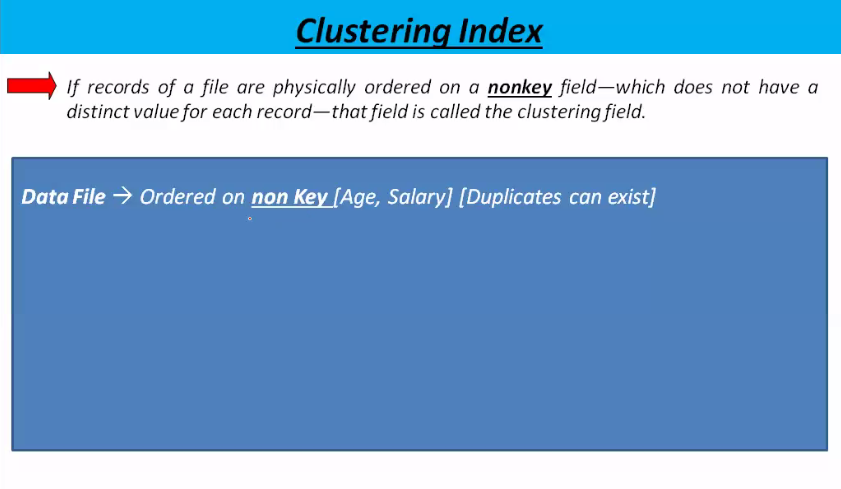 Clustering Index
If records of a file are physically ordered on a nonkey field—which does not have a
distinct value for each record—that field is called the clustering field.
Data File → Ordered on non Key [Age, Salary] [Duplicates can exist]